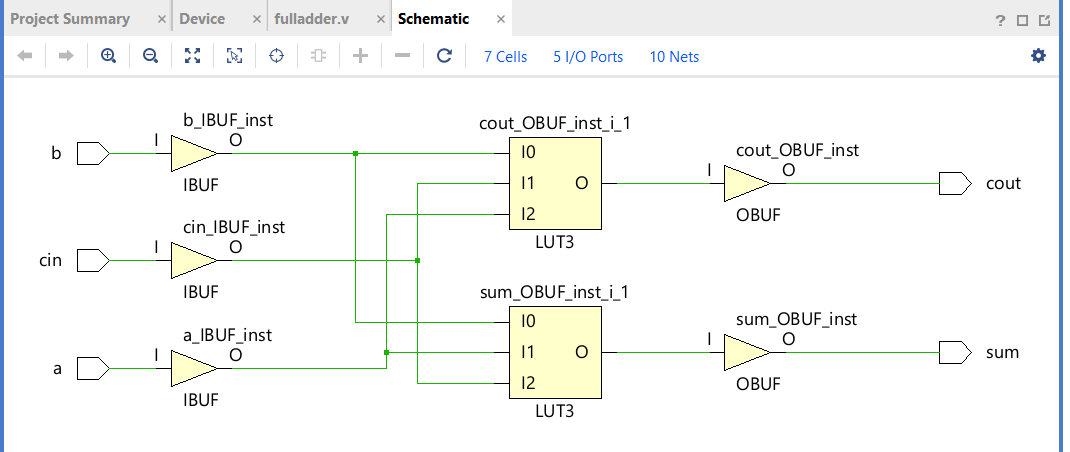 Project Summary × Device × fulladder.v × Schematic × ? 
7 Cells 5 I/O Ports 10 Nets
b_IBUF_inst
b I O
IBUF
cin_IBUF_inst
cin I O
IBUF
a_IBUF_inst
a I O
IBUF
cout_OBUF_inst_i_1
I0
I1 O
I2
LUT3
sum_OBUF_inst_i_1
I0
I1 O
I2
LUT3
cout_OBUF_inst
I O
cout
OBUF
sum_OBUF_inst
I O
sum
OBUF